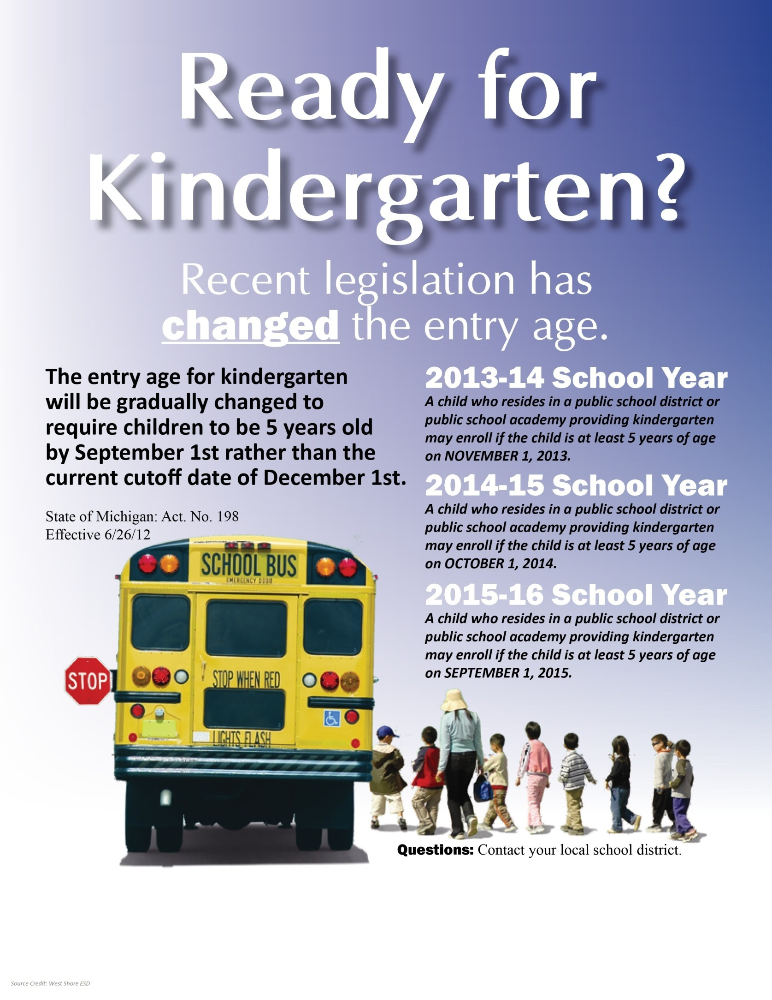 Ready for
Kindergarten?
Recent legislation has
changed the entry age.
The entry age for kindergarten
will be gradually changed to
require children to be 5 years old
by September 1st rather than the
current cutoff date of December 1st.
State of Michigan: Act. No. 198
Effective 6/26/12
2013-14 School Year
A child who resides in a public school district or
public school academy providing kindergarten
may enroll if the child is at least 5 years of age
on NOVEMBER 1, 2013.
2014-15 School Year
A child who resides in a public school district or
public school academy providing kindergarten
may enroll if the child is at least 5 years of age
on OCTOBER 1, 2014.
2015-16 School Year
A child who resides in a public school district or
public school academy providing kindergarten
may enroll if the child is at least 5 years of age
on SEPTEMBER 1, 2015.
SCHOOL BUS
EMERGENCY DOOR
STOP
STOP WHEN RED
LIGHTS FLASH
Questions: Contact your local school district.
Source Credit: West Shore ESD